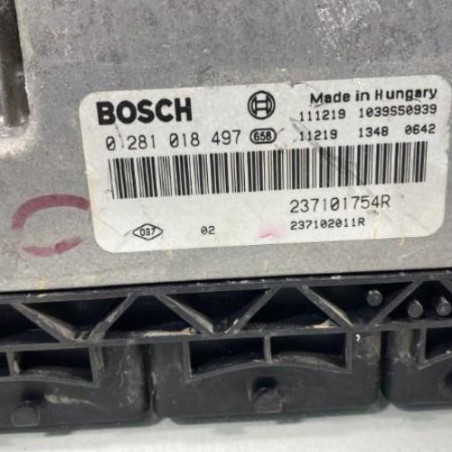 BOSCH
Made in Hungary
111219 1039S50939
0 281 018 497 658
11219 1348 0642
237101754R
037 02
237102011R